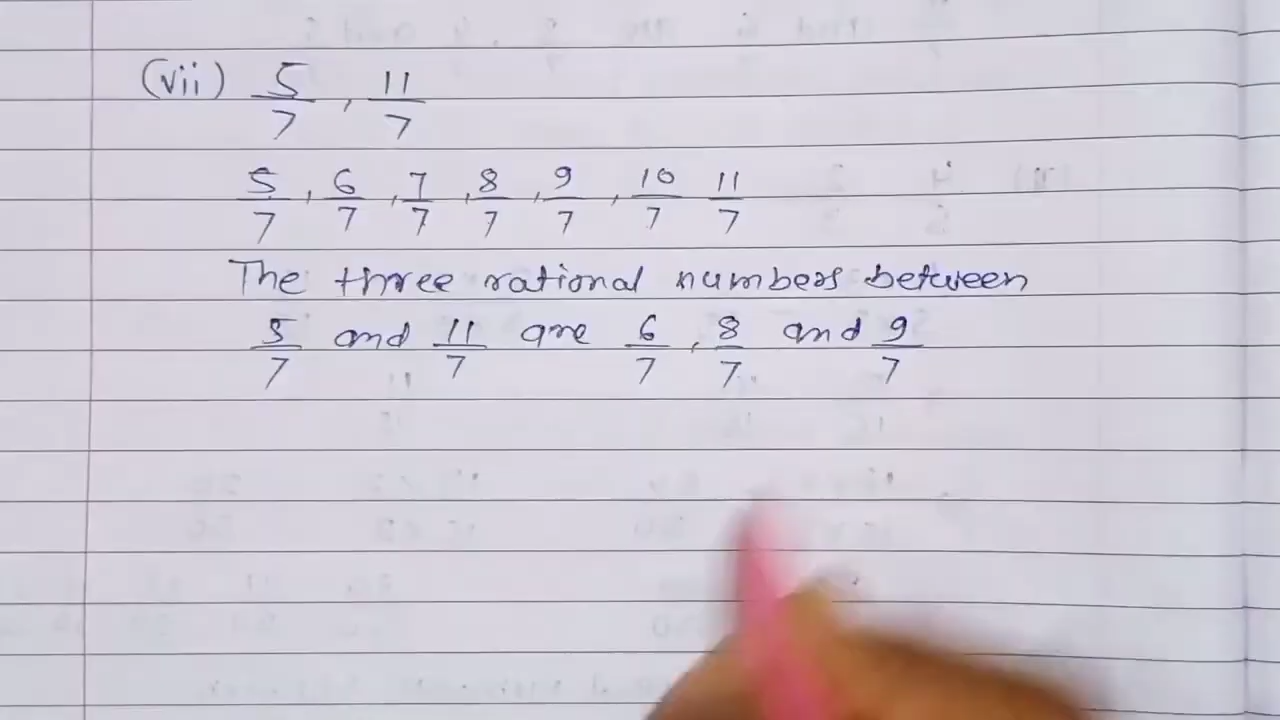 (vii) 5/7 , 11/7
5/7 , 6/7 , 7/7 , 8/7 , 9/7 , 10/7 11/7
The three rational numbers between
5/7 and 11/7 are 6/7 , 8/7 and 9/7